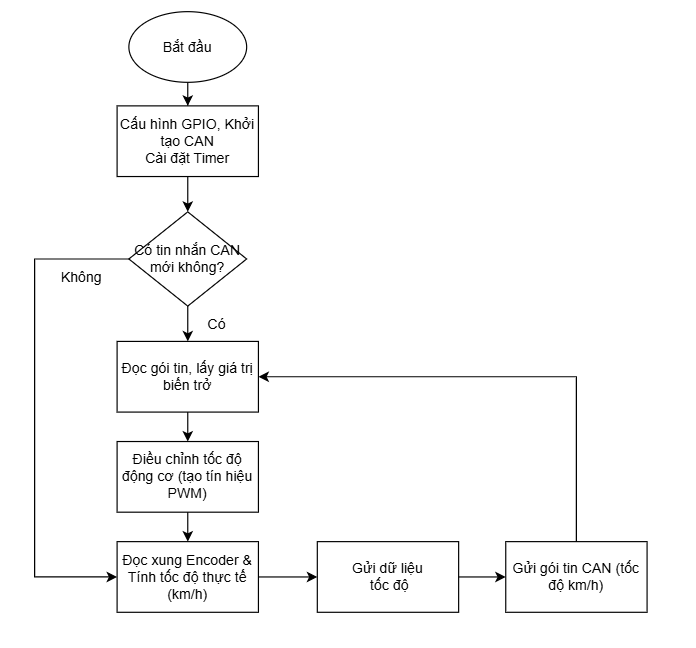 Bắt đầu
Cấu hình GPIO, Khởi
tạo CAN
Cài đặt Timer
Có tin nhắn CAN
mới không?
Không
Có
Đọc gói tin, lấy giá trị
biến trở
Điều chỉnh tốc độ
động cơ (tạo tín hiệu
PWM)
Đọc xung Encoder &
Tính tốc độ thực tế
(km/h)
Gửi dữ liệu
tốc độ
Gửi gói tin CAN (tốc
độ km/h)